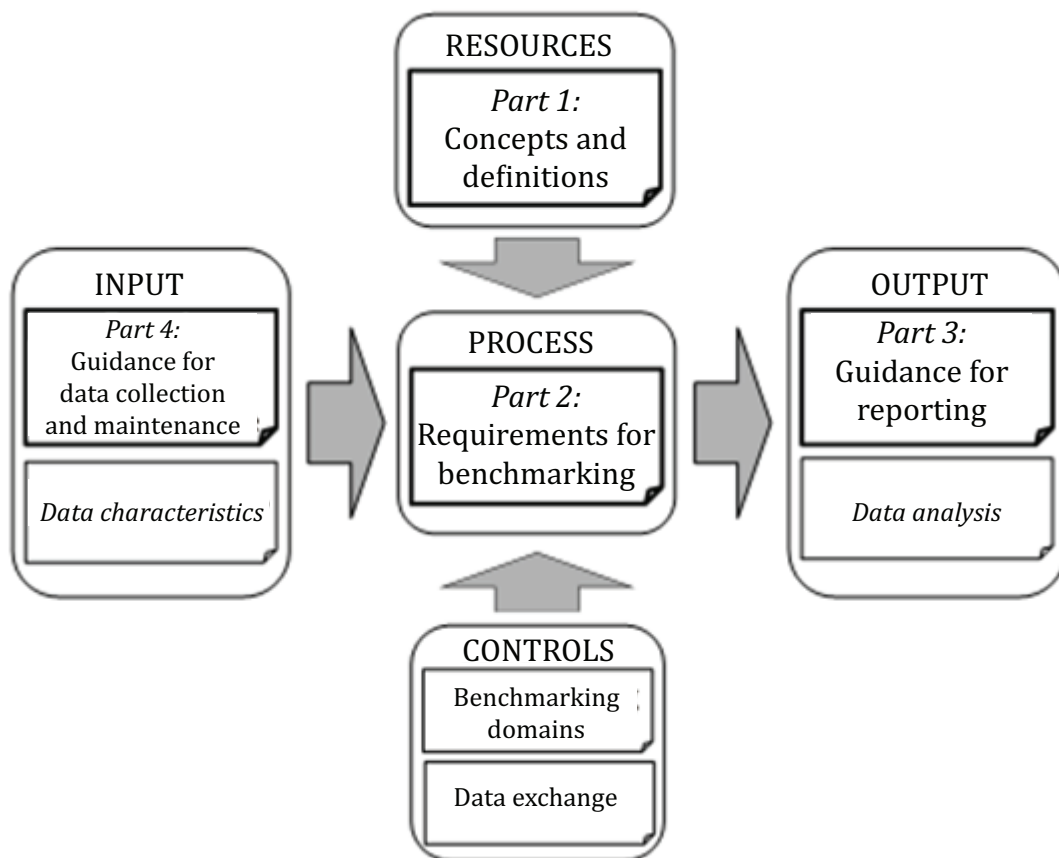 RESOURCES
Part 1:
Concepts and
definitions
INPUT
Part 4:
Guidance for
data collection
and maintenance
Data characteristics
PROCESS
Part 2:
Requirements for
benchmarking
OUTPUT
Part 3:
Guidance for
reporting
Data analysis
CONTROLS
Benchmarking
domains
Data exchange